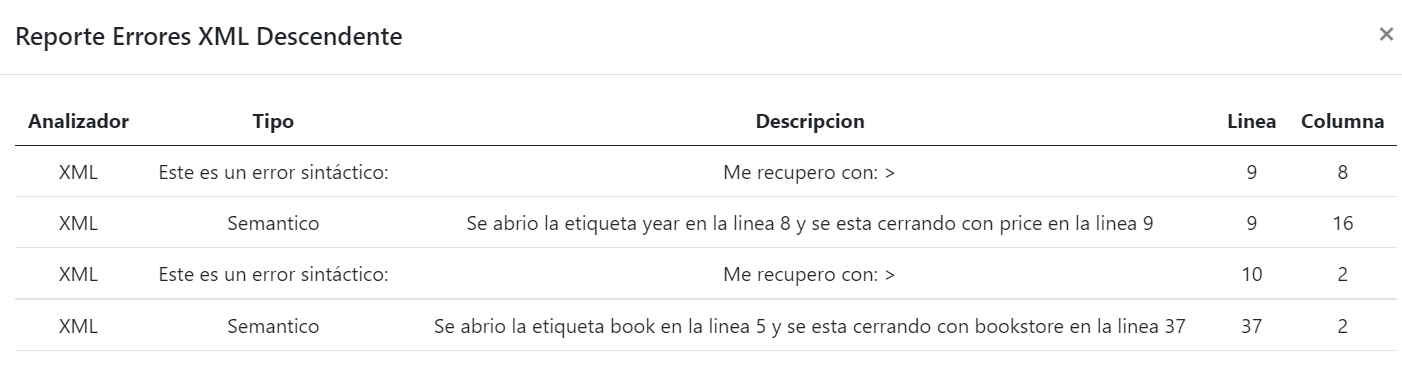 Reporte Errores XML Descendente ×
Analizador Tipo Descripcion Linea Columna
XML Este es un error sintáctico: Me recupero con: > 9 8
XML Semantico Se abrio la etiqueta year en la linea 8 y se esta cerrando con price en la linea 9 9 16
XML Este es un error sintáctico: Me recupero con: > 10 2
XML Semantico Se abrio la etiqueta book en la linea 5 y se esta cerrando con bookstore en la linea 37 37 2